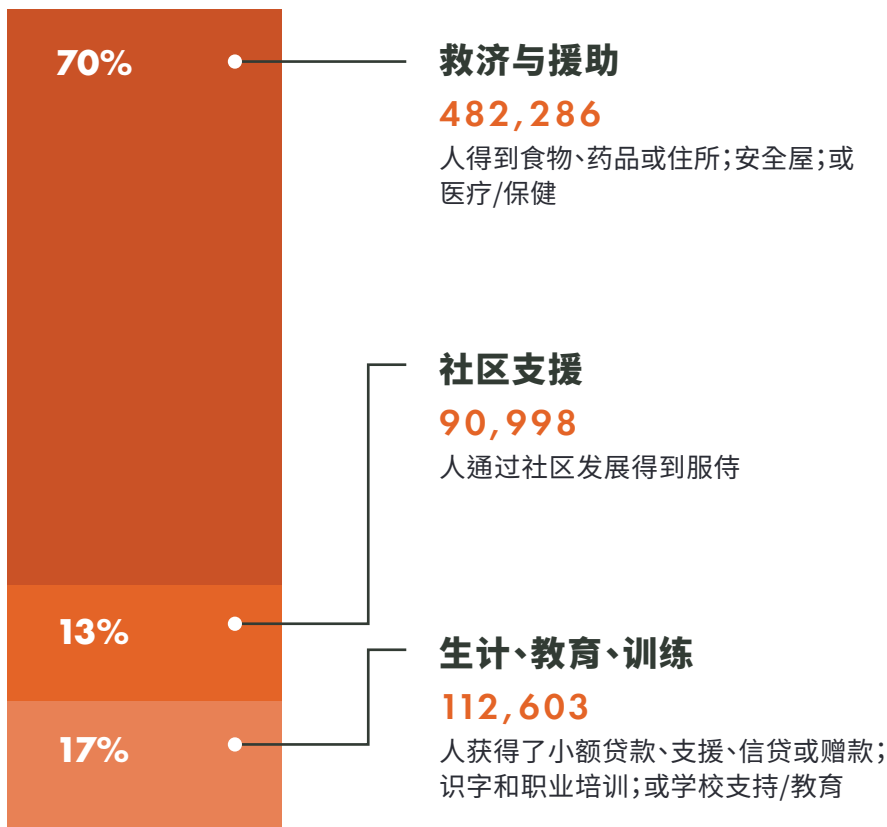 70%
救济与援助
482,286
人得到食物、药品或住所;安全屋;或
医疗/保健
社区支援
90,998
人通过社区发展得到服侍
13%
生计、教育、训练
112,603
17%
人获得了小额贷款、支援、信贷或赠款;
识字和职业培训;或学校支持/教育